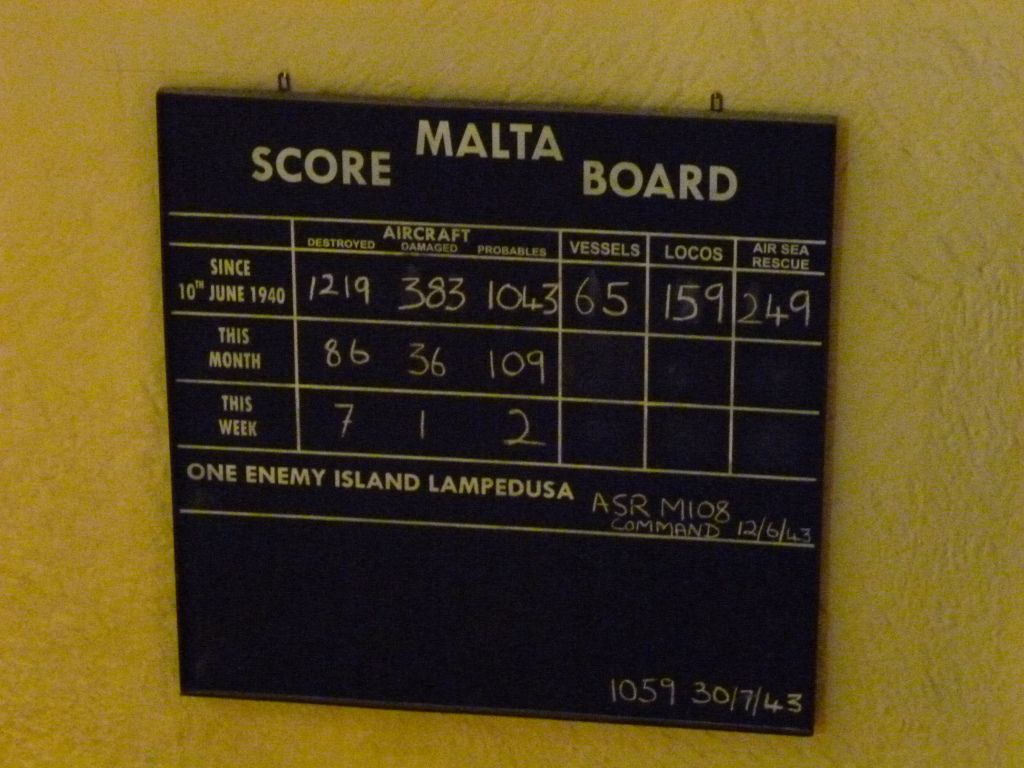 MALTA
SCORE BOARD
AIRCRAFT
DESTROYED DAMAGED PROBABLES VESSELS LOCOS AIR SEA RESCUE
SINCE 10TH JUNE 1940 1219 383 1043 65 159 249
THIS MONTH 86 36 109
THIS WEEK 7 1 2
ONE ENEMY ISLAND LAMPEDUSA ASR M108
COMMAND 12/6/43
1059 30/7/43